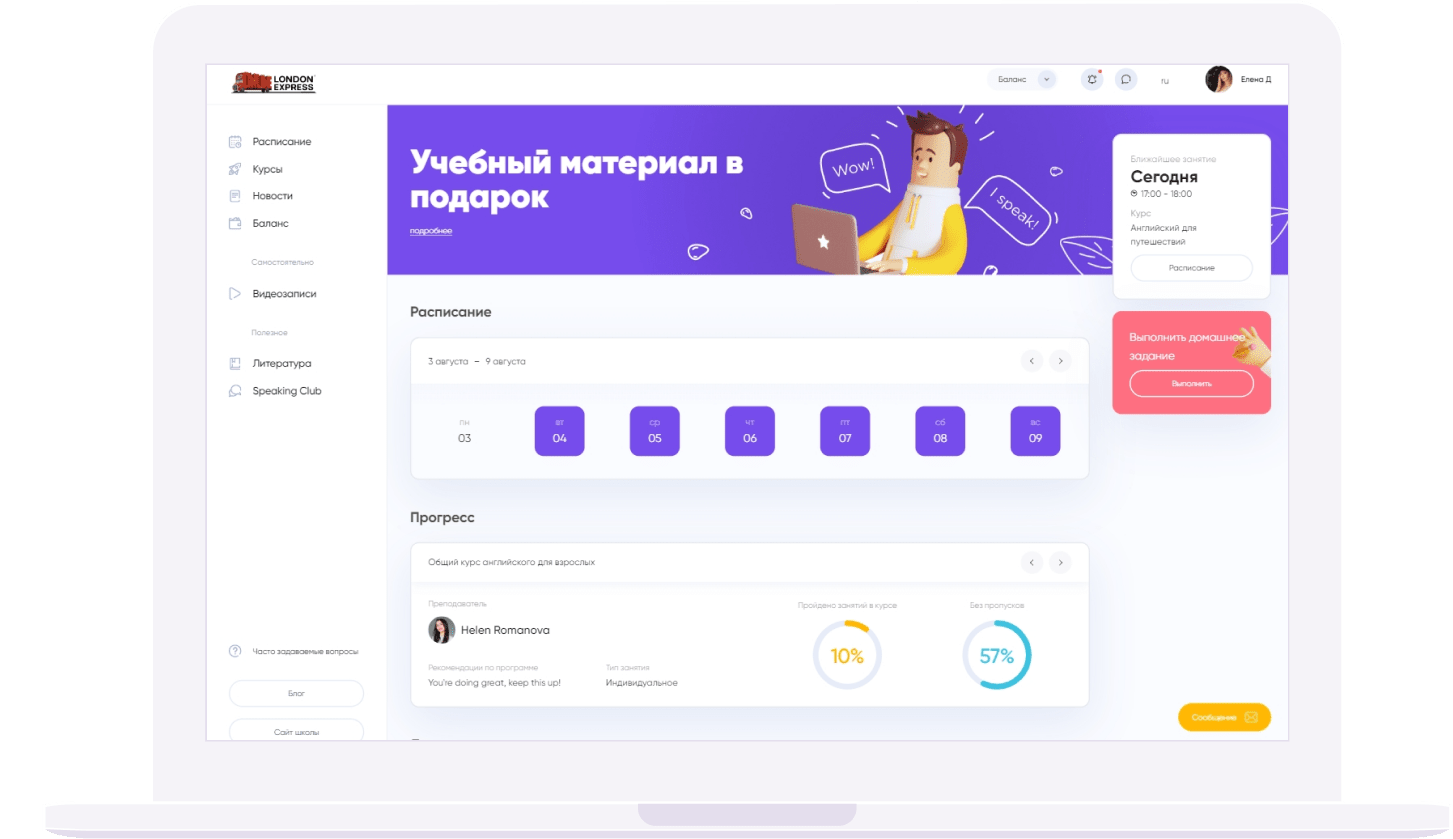 LONDON
EXPRESS
Баланс
ru
Елена Д
Расписание
Курсы
Новости
Баланс
Самостоятельно
Видеозаписи
Полезное
Литература
Speaking Club
Часто задаваемые вопросы
Блог
Сайт школы
Учебный материал в
подарок
подробнее
Wow!
I speak!
Ближайшее занятие
Сегодня
17:00 - 18:00
Курс
Английский для
путешествий
Расписание
Выполнить домашнее
задание
Выполнить
Расписание
3 августа – 9 августа
пн вт ср чт пт сб вс
03 04 05 06 07 08 09
Прогресс
Общий курс английского для взрослых
Преподаватель
Helen Romanova
Рекомендации по программе
You're doing great, keep this up!
Тип занятия
Индивидуальное
Пройдено занятий в курсе
10%
Без пропусков
57%
Сообщение